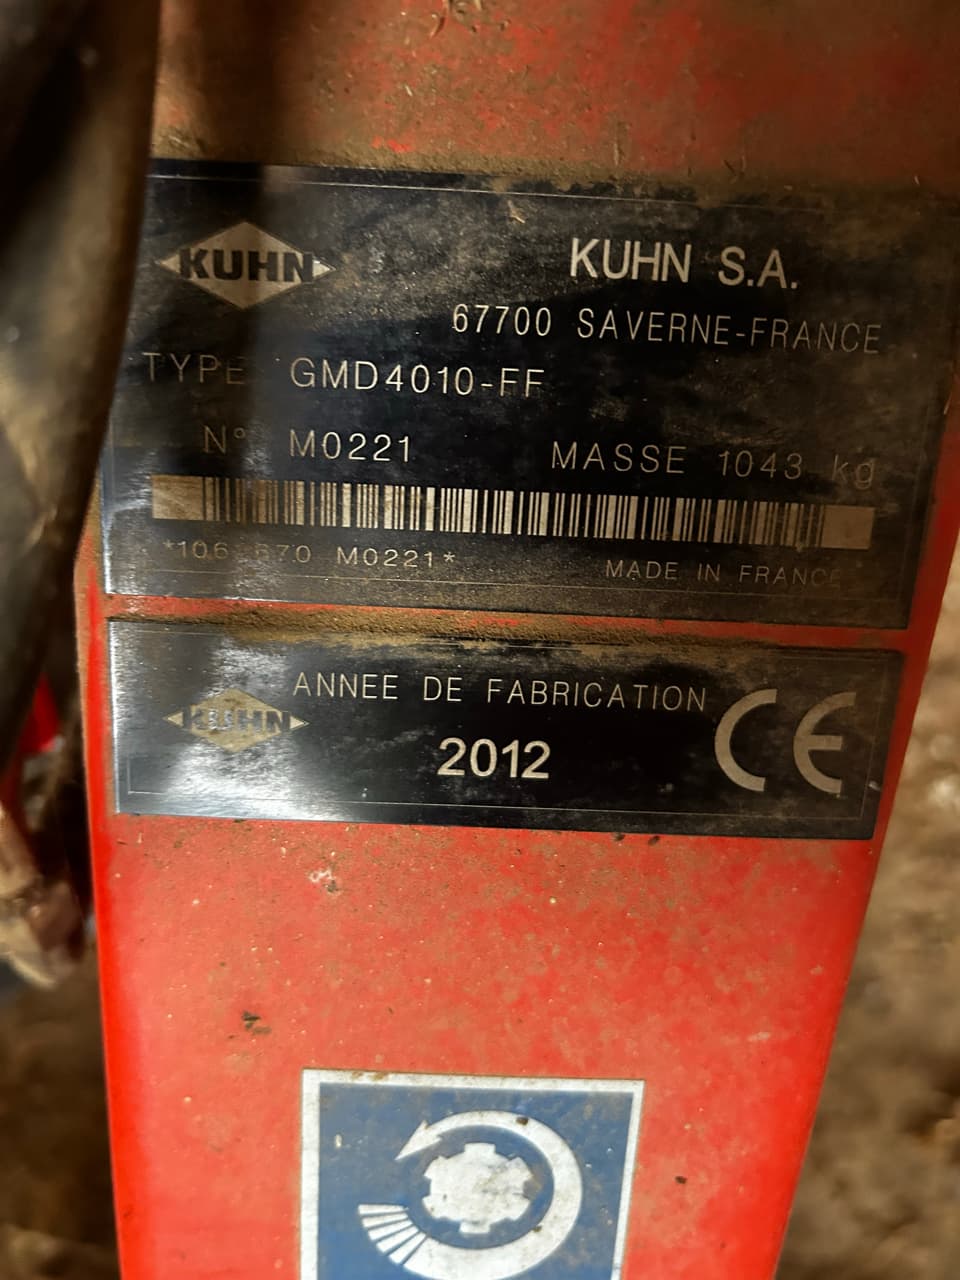 KUHN
KUHN S.A.
67700 SAVERNE-FRANCE
TYPE GMD4010-FF
N° M0221 MASSE 1043 kg
M0221*
MADE IN FRANCE
KUHN
ANNEE DE FABRICATION
2012
CE